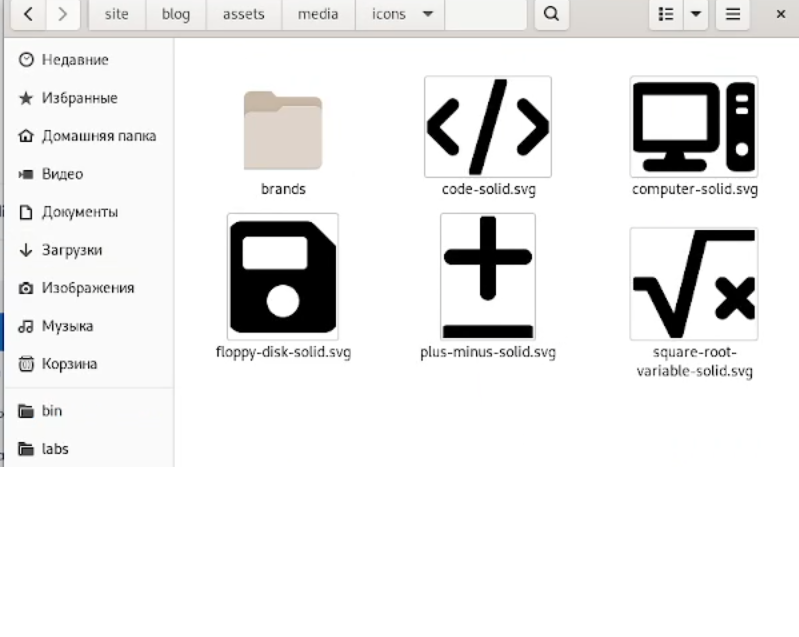 site blog assets media icons
Недавние
Избранные
Домашняя папка
Видео
Документы
Загрузки
Изображения
Музыка
Корзина
bin
labs
brands
code-solid.svg
computer-solid.svg
floppy-disk-solid.svg
plus-minus-solid.svg
square-root-
variable-solid.svg